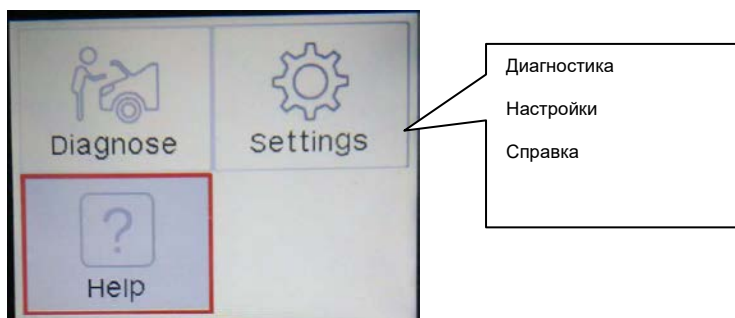 Diagnose
Settings
Help
?
Диагностика
Настройки
Справка